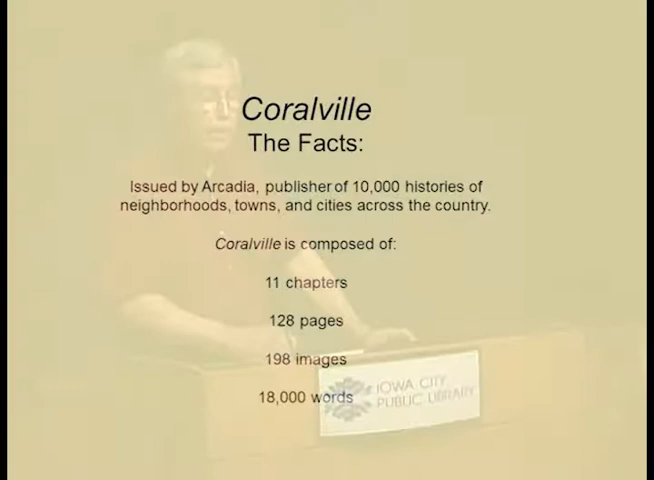 Coralville
The Facts:
Issued by Arcadia, publisher of 10,000 histories of
neighborhoods, towns, and cities across the country.
Coralville is composed of:
11 chapters
128 pages
198 images
18,000 words
IOWA CITY
PUBLIC LIBRARY